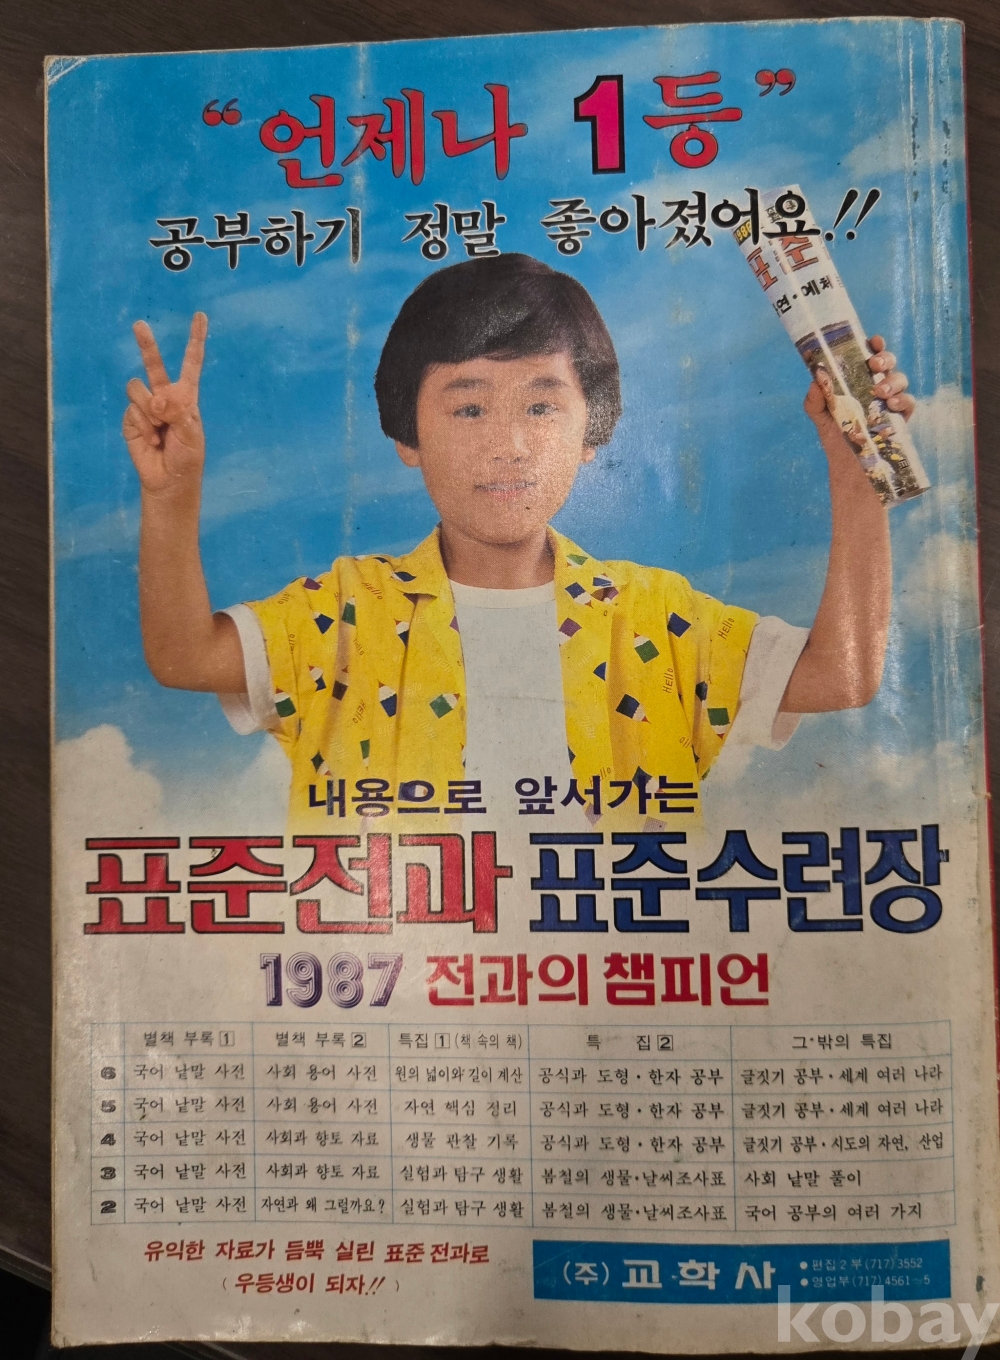 “언제나 1등”
공부하기 정말 좋아졌어요.!!
내용으로 앞서가는
표준전과 표준수련장
1987 전과의 챔피언
별책 부록 1 별책 부록 2 특집 1 (책 속의 책) 특 집 2 그 밖의 특집
6 국어 낱말 사전 사회 용어 사전 원의 넓이와 길이 계산 공식과 도형·한자 공부 글짓기 공부·세계 여러 나라
5 국어 낱말 사전 사회 용어 사전 자연 핵심 정리 공식과 도형·한자 공부 글짓기 공부·세계 여러 나라
4 국어 낱말 사전 사회과 향토 자료 생물 관찰 기록 공식과 도형·한자 공부 글짓기 공부·시도의 자연, 산업
3 국어 낱말 사전 사회과 향토 자료 실험과 탐구 생활 봄철의 생물·날씨조사표 사회 낱말 풀이
2 국어 낱말 사전 자연과 왜 그럴까요? 실험과 탐구 생활 봄철의 생물·날씨조사표 국어 공부의 여러 가지
유익한 자료가 듬뿍 실린 표준전과로
(우등생이 되자!!)
(주) 교학사
•편집2부(717)3552
•영업부(717)4561~5
kobay